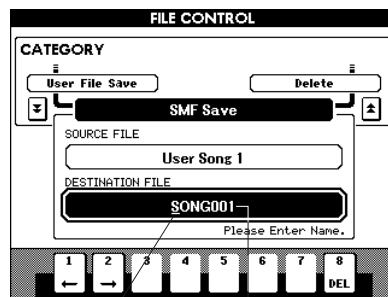 FILE CONTROL
CATEGORY
User File Save
Delete
SMF Save
SOURCE FILE
User Song 1
DESTINATION FILE
SONG001
Please Enter Name.
1 2 3 4 5 6 7 8
← → DEL